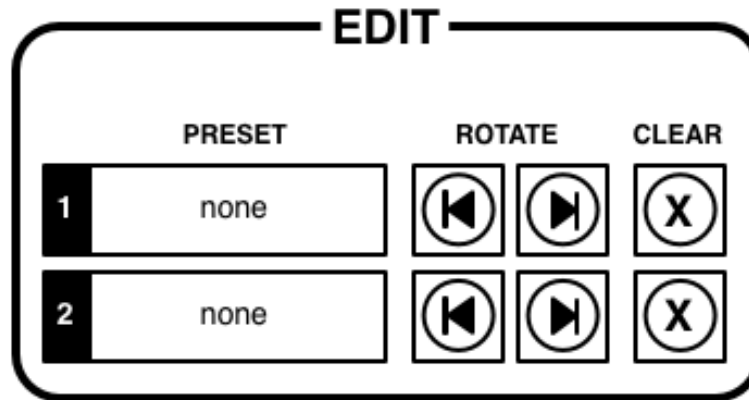 EDIT
PRESET ROTATE CLEAR
1 none X
2 none X